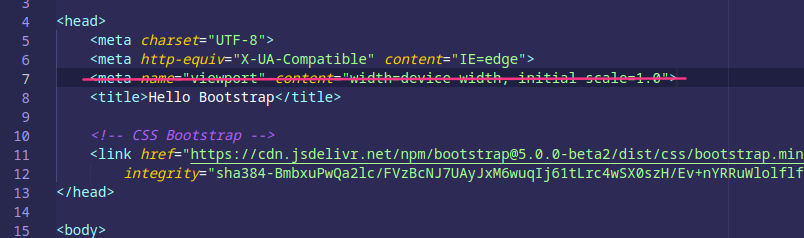 3
4 <head>
5 <meta charset="UTF-8">
6 <meta http-equiv="X-UA-Compatible" content="IE=edge">
7 <meta name="viewport" content="width=device-width, initial-scale=1.0">
8 <title>Hello Bootstrap</title>
9
10 <!-- CSS Bootstrap -->
11 <link href="https://cdn.jsdelivr.net/npm/bootstrap@5.0.0-beta2/dist/css/bootstrap.min
12 integrity="sha384-BmbxuPwQa2lc/FVzBcNJ7UAyJxM6wuqIj61tLrc4wSX0szH/Ev+nYRRuWlolflf
13 </head>
14
15 <body>